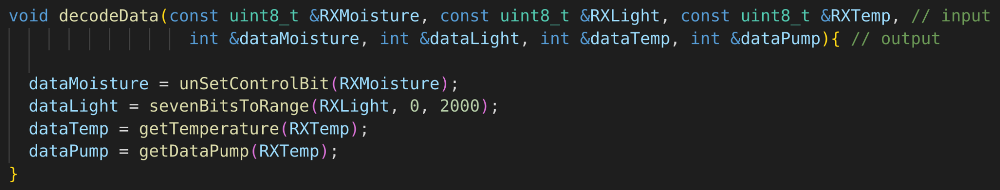 void decodeData(const uint8_t &RXMoisture, const uint8_t &RXLight, const uint8_t &RXTemp, // input
int &dataMoisture, int &dataLight, int &dataTemp, int &dataPump){ // output
dataMoisture = unSetControlBit(RXMoisture);
dataLight = sevenBitsToRange(RXLight, 0, 2000);
dataTemp = getTemperature(RXTemp);
dataPump = getDataPump(RXTemp);
}